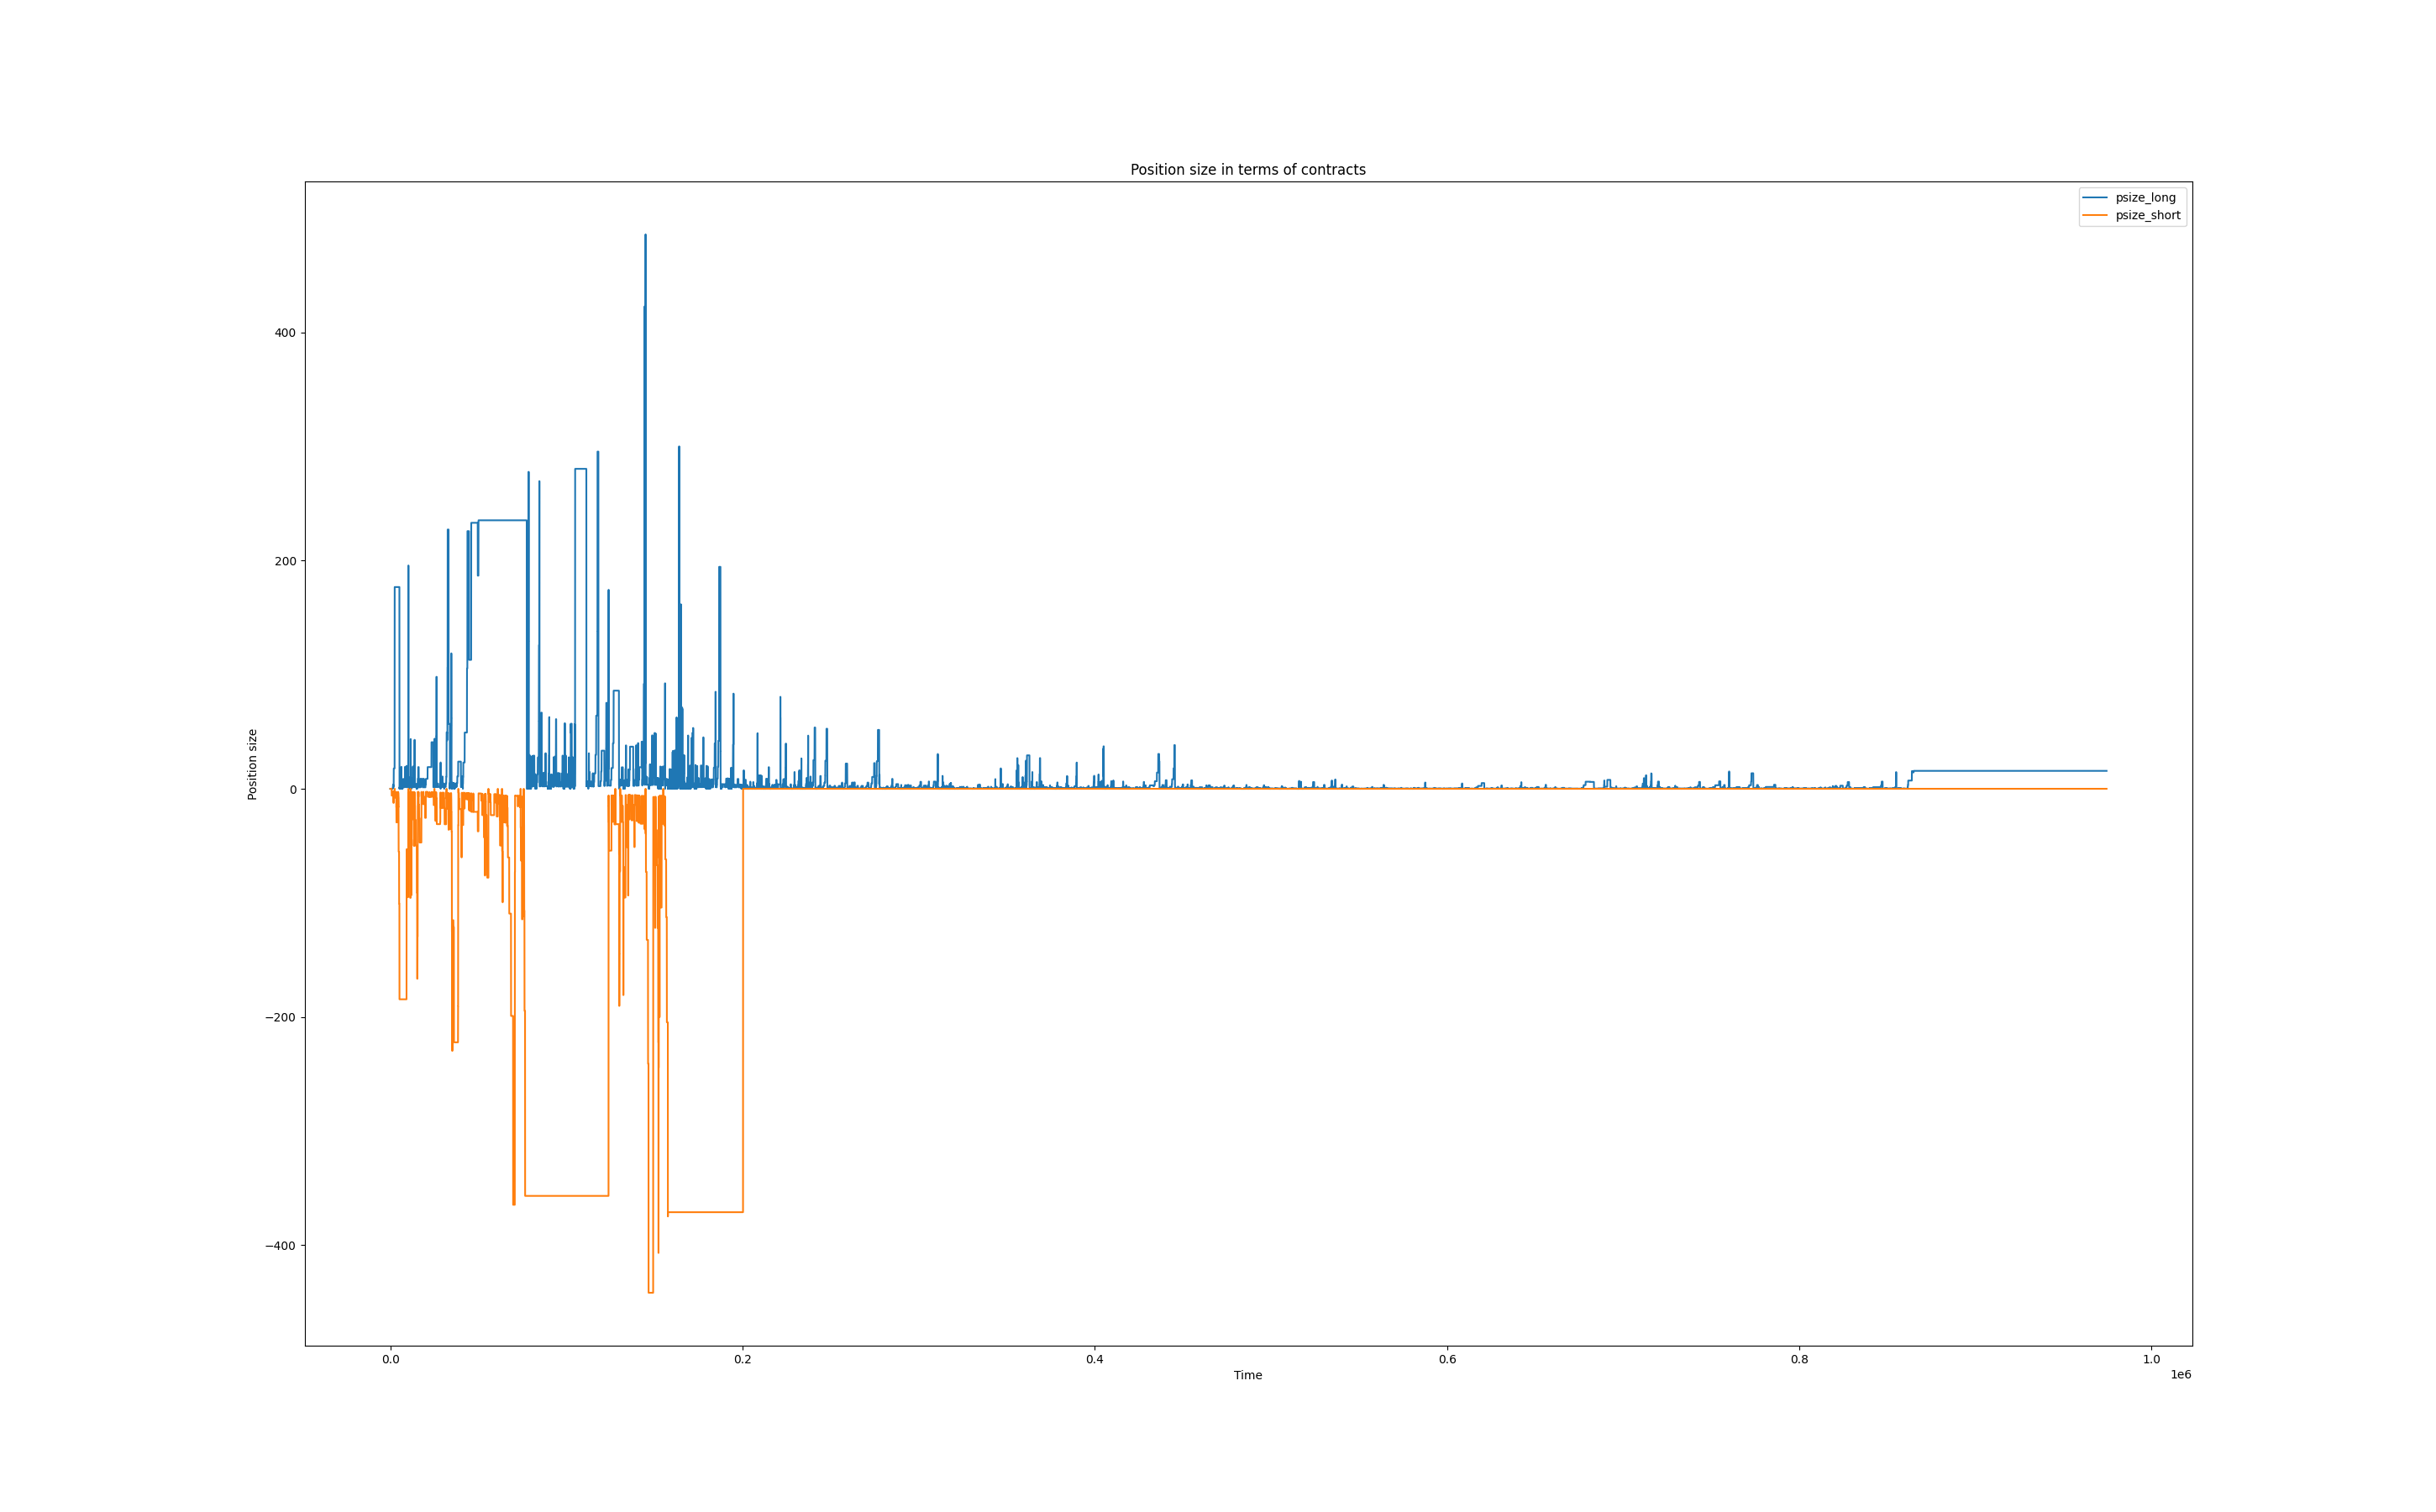 Position size in terms of contracts
psize_long
psize_short
Position size
400
200
0
−200
−400
0.0
0.2
0.4
0.6
0.8
1.0
1e6
Time